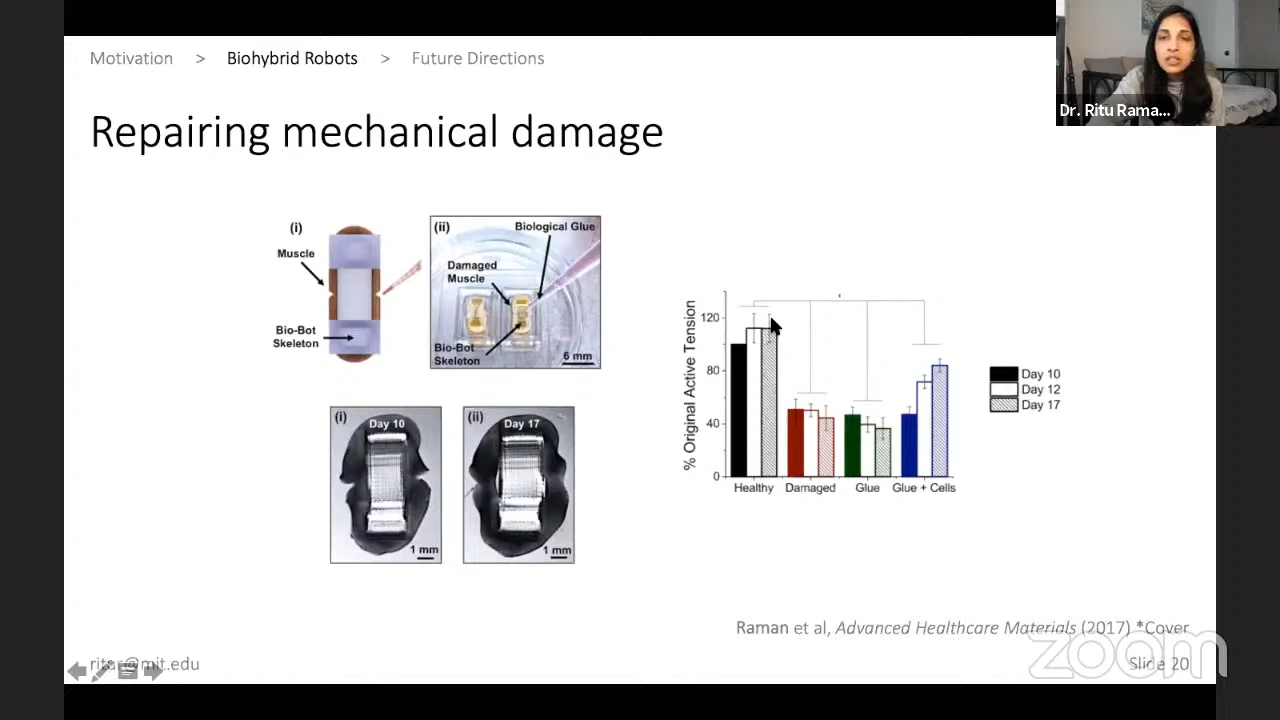 Motivation > Biohybrid Robots > Future Directions
Dr. Ritu Rama...
Repairing mechanical damage
(i)
Muscle
Bio-Bot
Skeleton
(ii)
Biological Glue
Damaged
Muscle
Bio-Bot
Skeleton
6 mm
(i)
Day 10
1 mm
(ii)
Day 17
1 mm
% Original Active Tension
120
80
40
0
Healthy Damaged Glue Glue + Cells
Day 10
Day 12
Day 17
Raman et al, Advanced Healthcare Materials (2017) *Cover
zoom
Slide 20